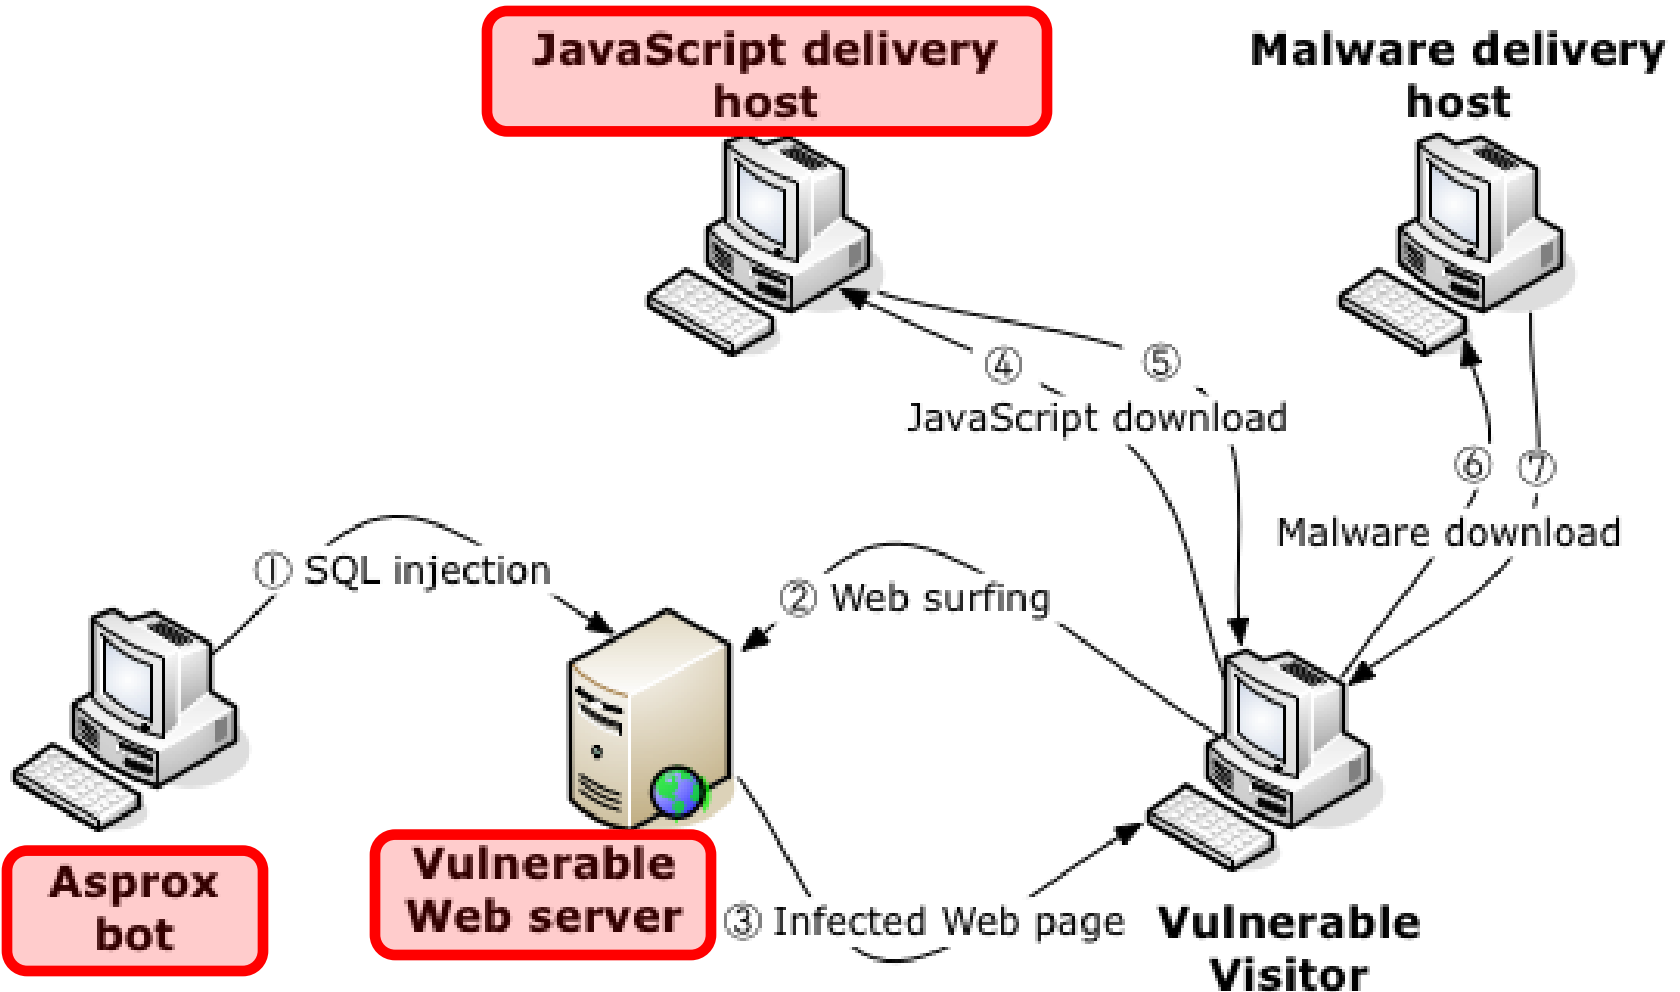 JavaScript delivery
host
Malware delivery
host
④
⑤
JavaScript download
⑥ ⑦
Malware download
① SQL injection
② Web surfing
Asprox
bot
Vulnerable
Web server
③ Infected Web page
Vulnerable
Visitor